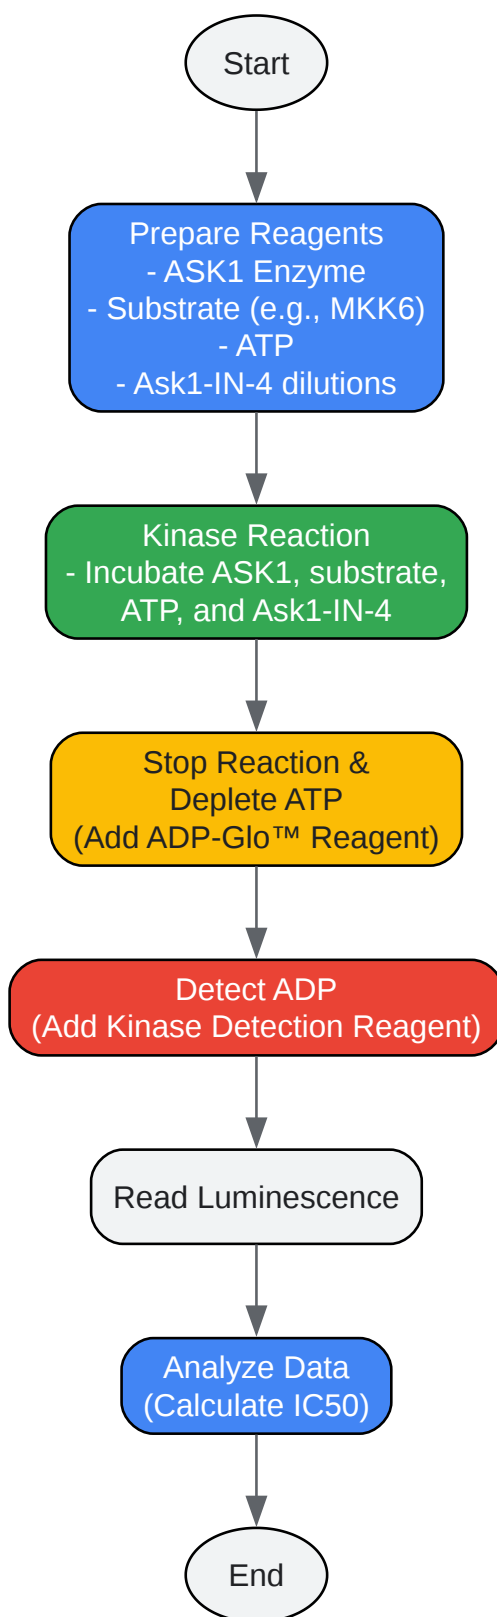 Start
Prepare Reagents
- ASK1 Enzyme
- Substrate (e.g., MKK6)
- ATP
- Ask1-IN-4 dilutions
Kinase Reaction
- Incubate ASK1, substrate,
ATP, and Ask1-IN-4
Stop Reaction &
Deplete ATP
(Add ADP-Glo™ Reagent)
Detect ADP
(Add Kinase Detection Reagent)
Read Luminescence
Analyze Data
(Calculate IC50)
End